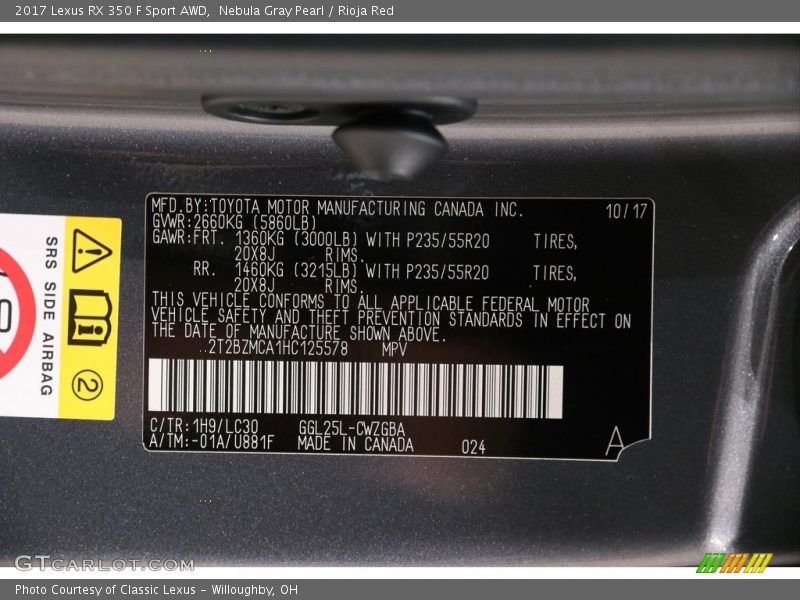 2017 Lexus RX 350 F Sport AWD,  Nebula Gray Pearl / Rioja Red
MFD. BY:TOYOTA MOTOR MANUFACTURING CANADA INC. 10/17
GVWR:2660KG (5860LB)
GAWR:FRT. 1360KG (3000LB) WITH P235/55R20 TIRES,
20X8J RIMS.
RR. 1460KG (3215LB) WITH P235/55R20 TIRES,
20X8J RIMS.
THIS VEHICLE CONFORMS TO ALL APPLICABLE FEDERAL MOTOR
VEHICLE SAFETY AND THEFT PREVENTION STANDARDS IN EFFECT ON
THE DATE OF MANUFACTURE SHOWN ABOVE.
2T2BZMCA1HC125578 MPV
C/TR:1H9/LC30 GGL25L-CWZGBA
A/TM:-01A/U881F MADE IN CANADA 024 A
SRS SIDE AIRBAG
2
GTCARLOT.COM
Photo Courtesy of Classic Lexus - Willoughby, OH